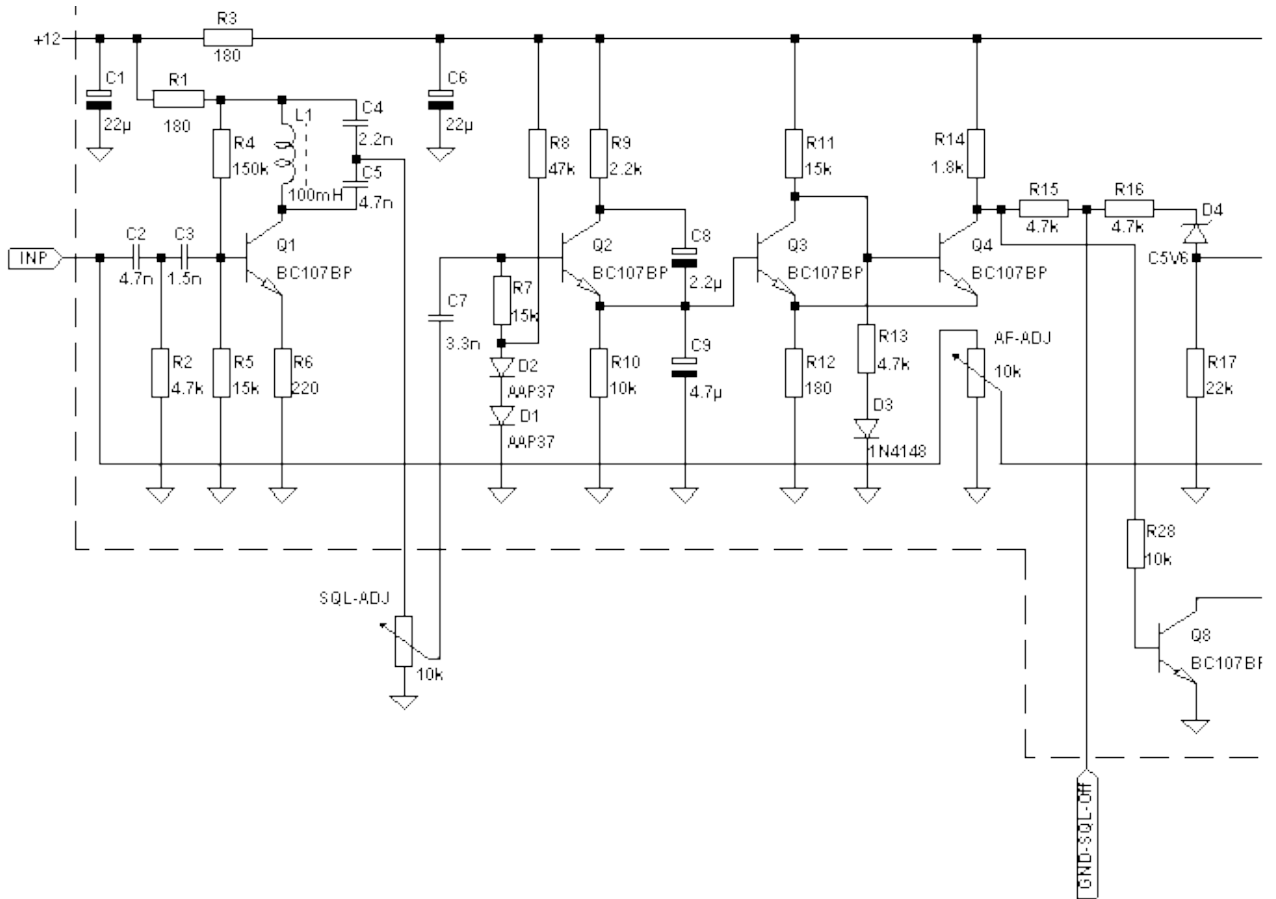 R3
+12
180
C1
22µ
R1
180
C6
22µ
L1
100mH
C4
2.2n
C5
4.7n
R4
150k
R8
47k
R9
2.2k
R11
15k
R14
1.8k
R15
4.7k
R16
4.7k
D4
C5V6
INP
C2
4.7n
C3
1.5n
Q1
BC107BP
Q2
BC107BP
C8
2.2µ
Q3
BC107BP
Q4
BC107BP
C7
3.3n
R7
15k
R2
4.7k
R5
15k
R6
220
D2
AAP37
D1
AAP37
R10
10k
C9
4.7µ
R12
180
R13
4.7k
D3
1N4148
AF-ADJ
10k
R17
22k
R28
10k
SQL-ADJ
10k
Q8
BC107BP
GND-SQL-Off